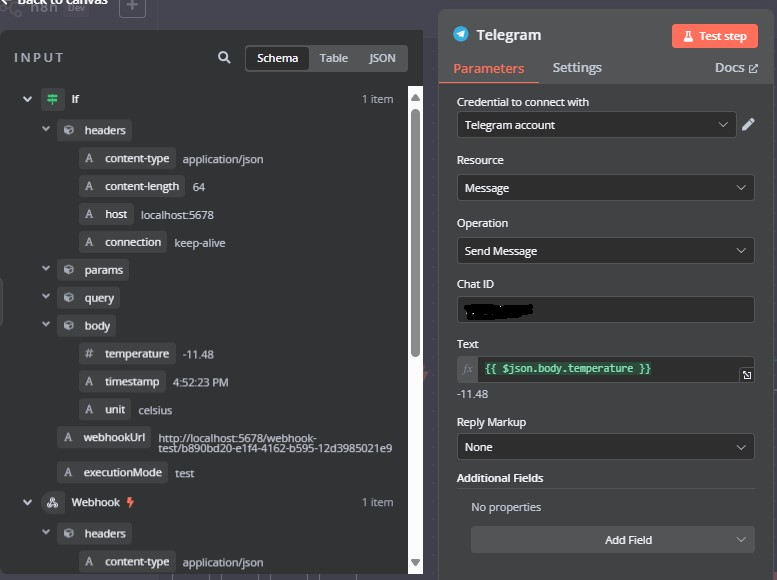 Back to canvas
n8n Dev
INPUT
Schema
Table
JSON
If
1 item
headers
A content-type application/json
A content-length 64
A host localhost:5678
A connection keep-alive
params
query
body
# temperature -11.48
A timestamp 4:52:23 PM
A unit celsius
A webhookUrl http://localhost:5678/webhook-
test/b890bd20-e1f4-4162-b595-12d3985021e9
A executionMode test
Webhook
1 item
headers
A content-type application/json
Telegram
Test step
Parameters
Settings
Docs
Credential to connect with
Telegram account
Resource
Message
Operation
Send Message
Chat ID
Text
fx {{ $json.body.temperature }}
-11.48
Reply Markup
None
Additional Fields
No properties
Add Field